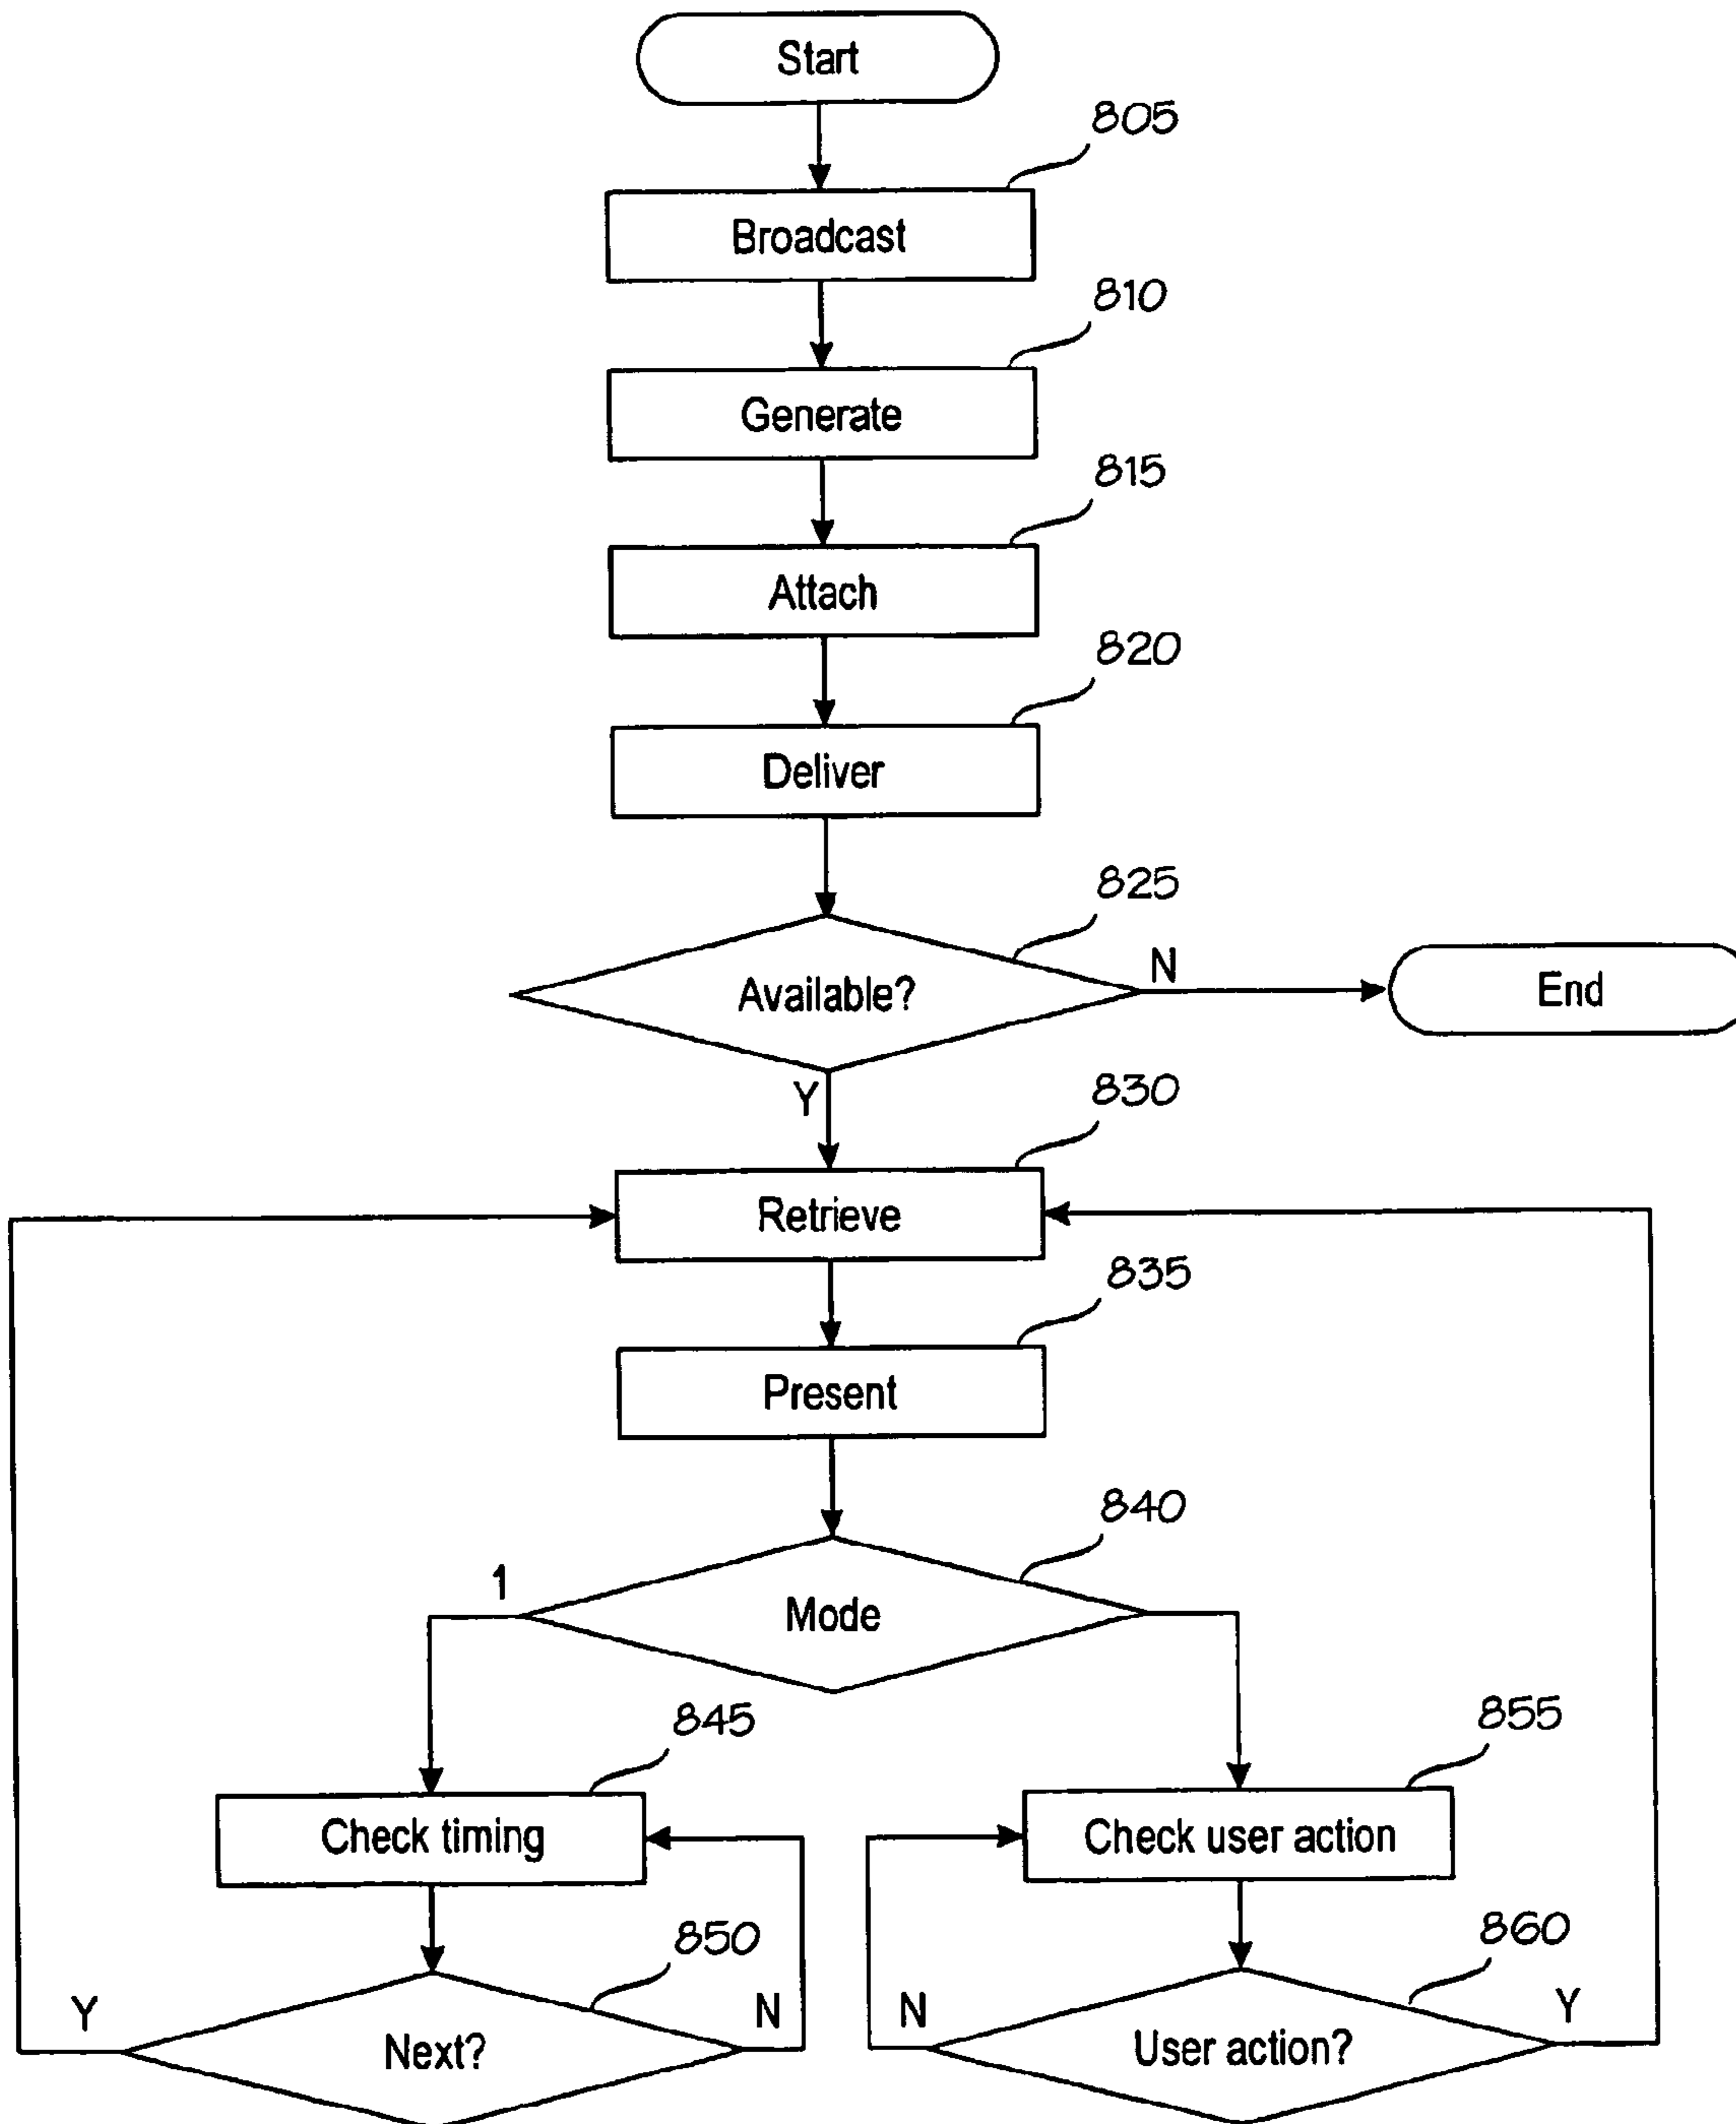 Start
805
Broadcast
810
Generate
815
Attach
820
Deliver
825
Available?
N
End
Y
830
Retrieve
835
Present
840
1
Mode
845
855
Check timing
Check user action
850
860
Y
N
N
Y
Next?
User action?